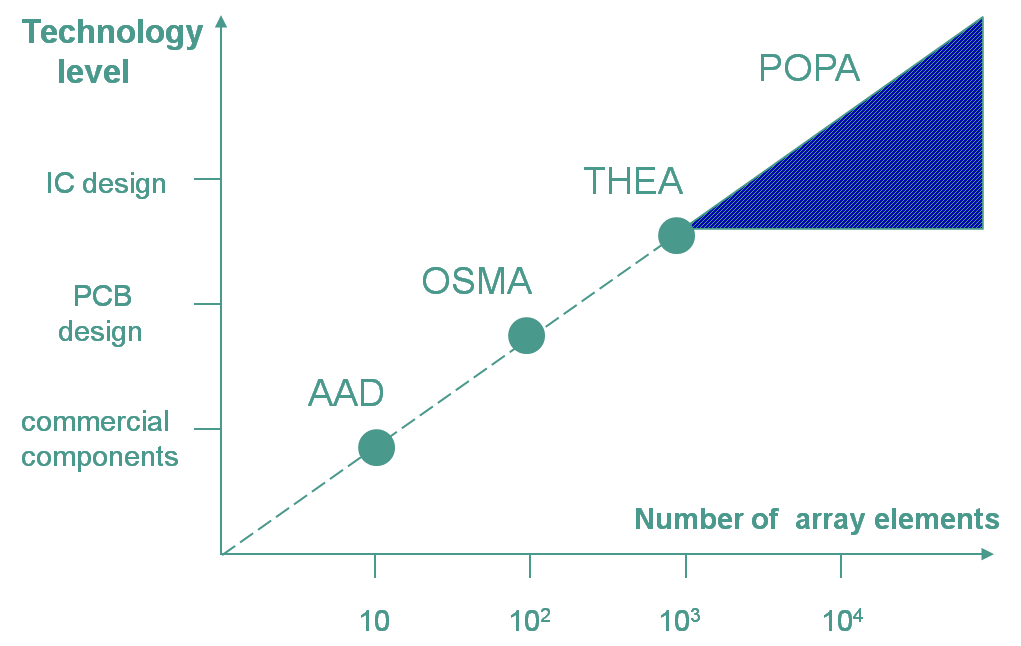 Technology
level
POPA
IC design
THEA
PCB
design
OSMA
AAD
commercial
components
Number of  array elements
10
10²
10³
10⁴